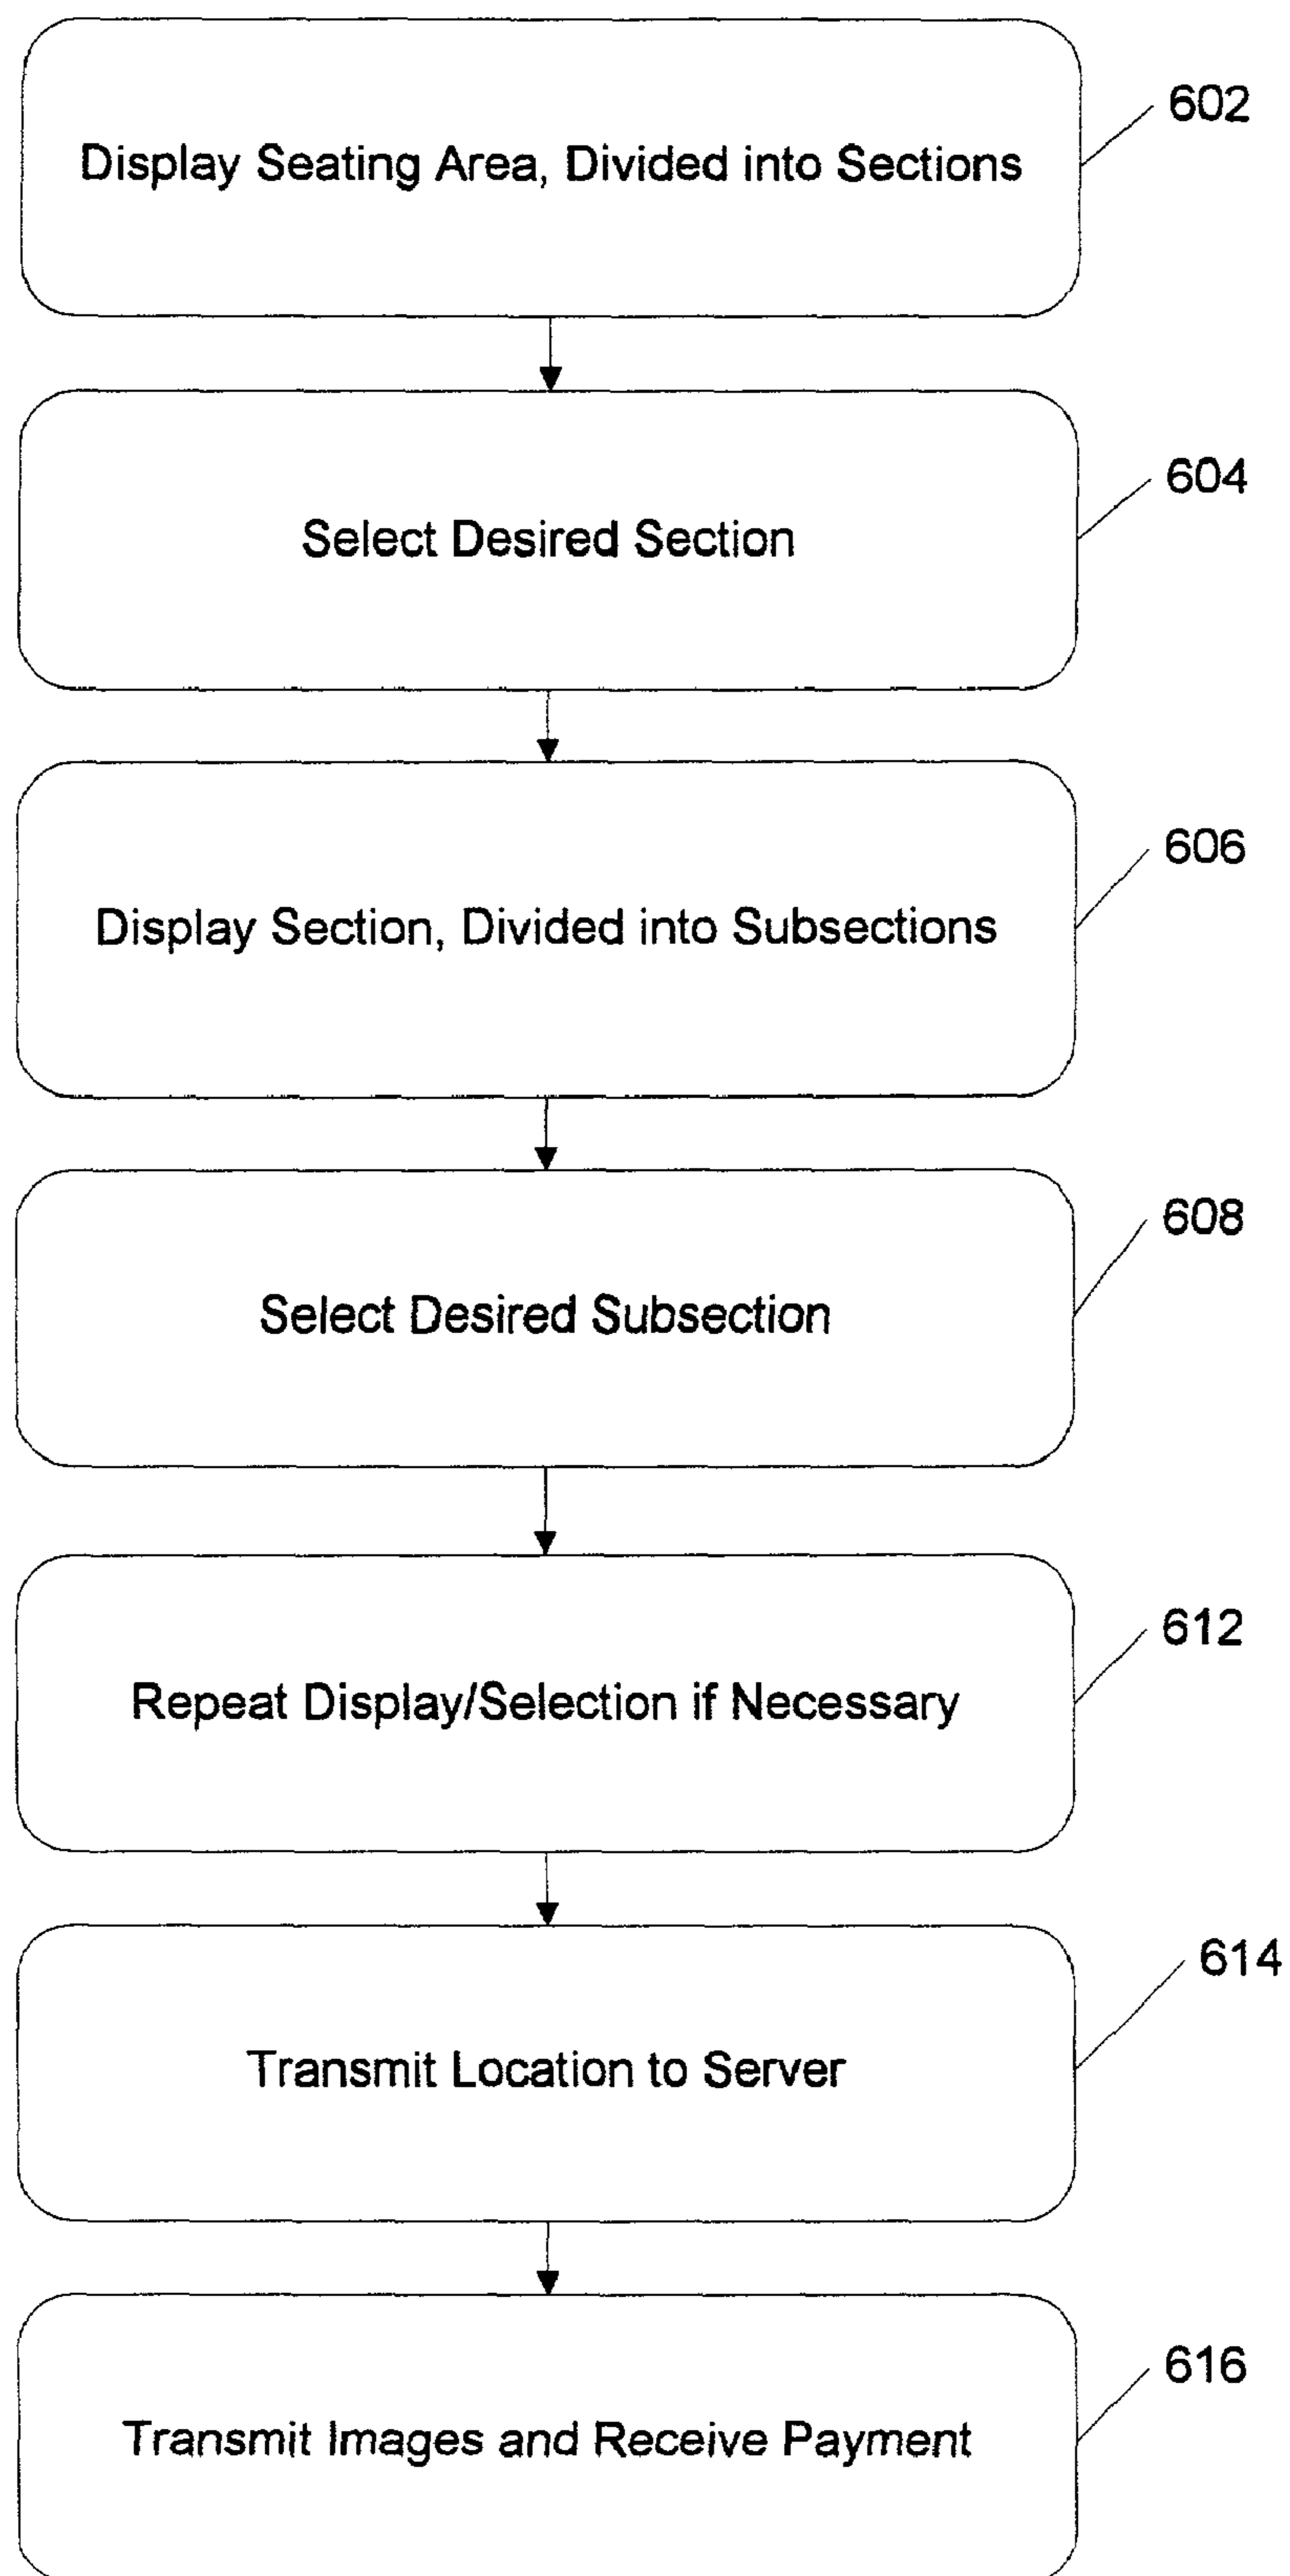 Display Seating Area, Divided into Sections
602
Select Desired Section
604
Display Section, Divided into Subsections
606
Select Desired Subsection
608
Repeat Display/Selection if Necessary
612
Transmit Location to Server
614
Transmit Images and Receive Payment
616